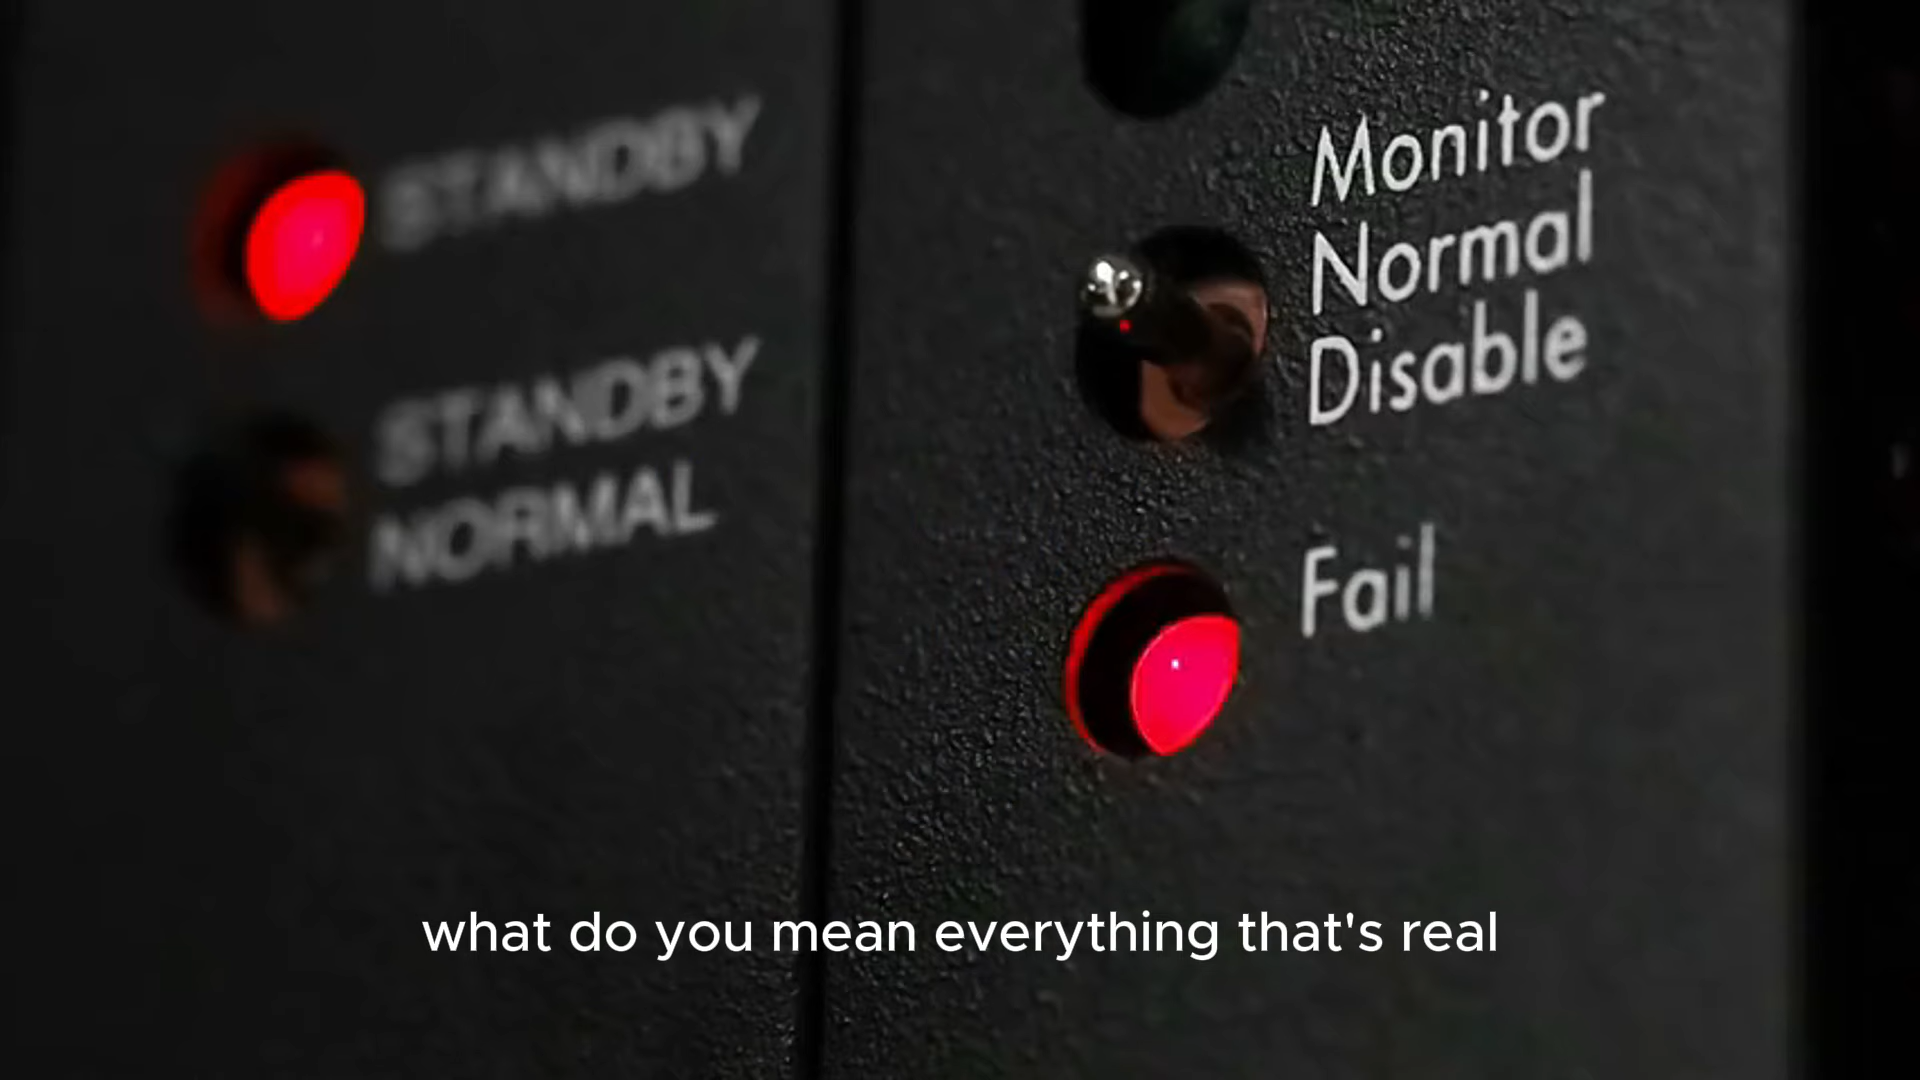 STANDBY
STANDBY
NORMAL
Monitor
Normal
Disable
Fail
what do you mean everything that's real